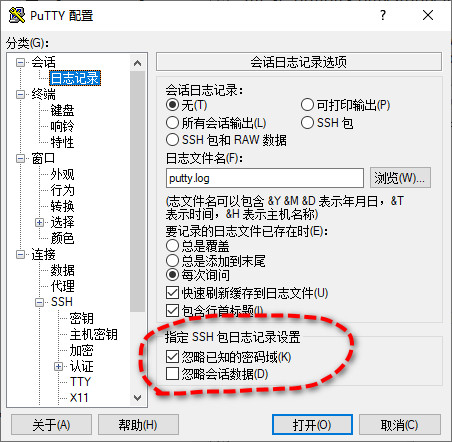 PuTTY 配置
分类(G):
会话
日志记录
终端
键盘
响铃
特性
窗口
外观
行为
转换
选择
颜色
连接
数据
代理
SSH
密钥
主机密钥
加密
认证
TTY
X11
会话日志记录选项
会话日志记录:
无(T)
可打印输出(P)
所有会话输出(L)
SSH 包
SSH 包和 RAW 数据
日志文件名(F):
putty.log
浏览(W)...
(志文件名可以包含 &Y &M &D 表示年月日，&T
表示时间，&H 表示主机名称)
要记录的日志文件已存在时(E):
总是覆盖
总是添加到末尾
每次询问
快速刷新缓存到日志文件(U)
包含行首标题(I)
指定 SSH 包日志记录设置
忽略已知的密码域(K)
忽略会话数据(D)
关于(A)
帮助(H)
打开(O)
取消(C)